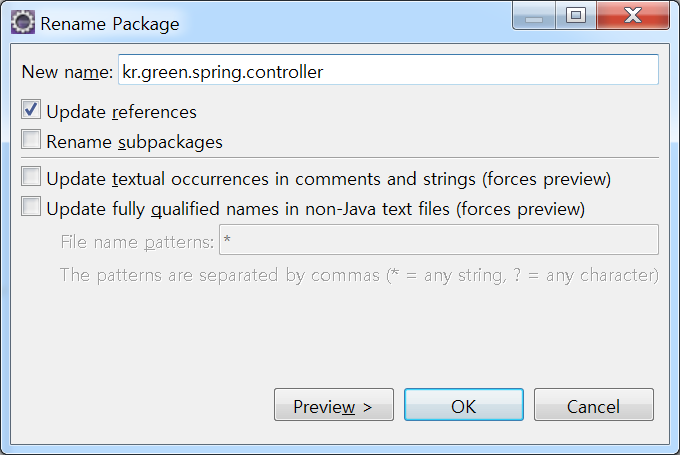 Rename Package
New name: kr.green.spring.controller
Update references
Rename subpackages
Update textual occurrences in comments and strings (forces preview)
Update fully qualified names in non-Java text files (forces preview)
File name patterns: *
The patterns are separated by commas (* = any string, ? = any character)
Preview > OK Cancel